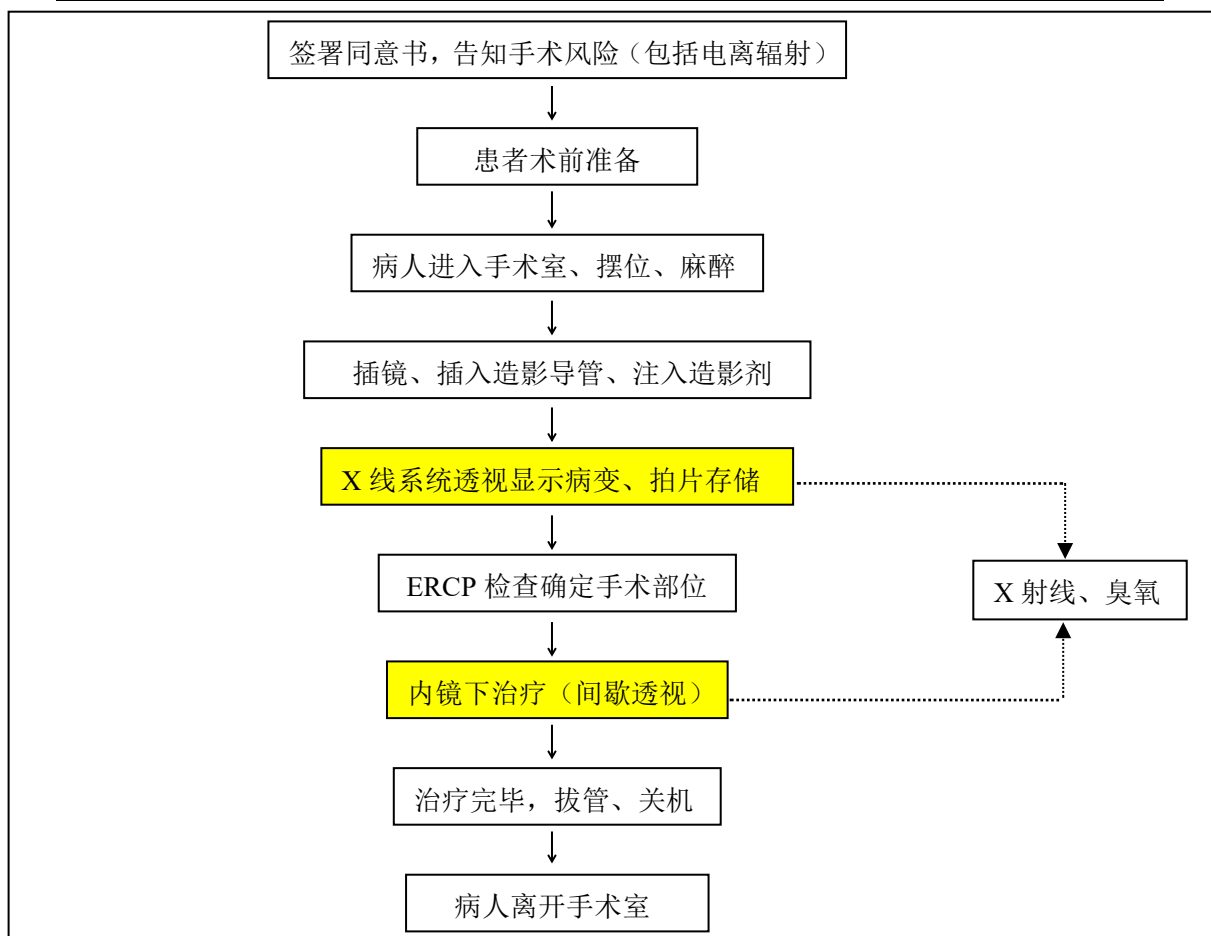 签署同意书，告知手术风险（包括电离辐射）
患者术前准备
病人进入手术室、摆位、麻醉
插镜、插入造影导管、注入造影剂
X 线系统透视显示病变、拍片存储
ERCP 检查确定手术部位
X 射线、臭氧
内镜下治疗（间歇透视）
治疗完毕，拔管、关机
病人离开手术室